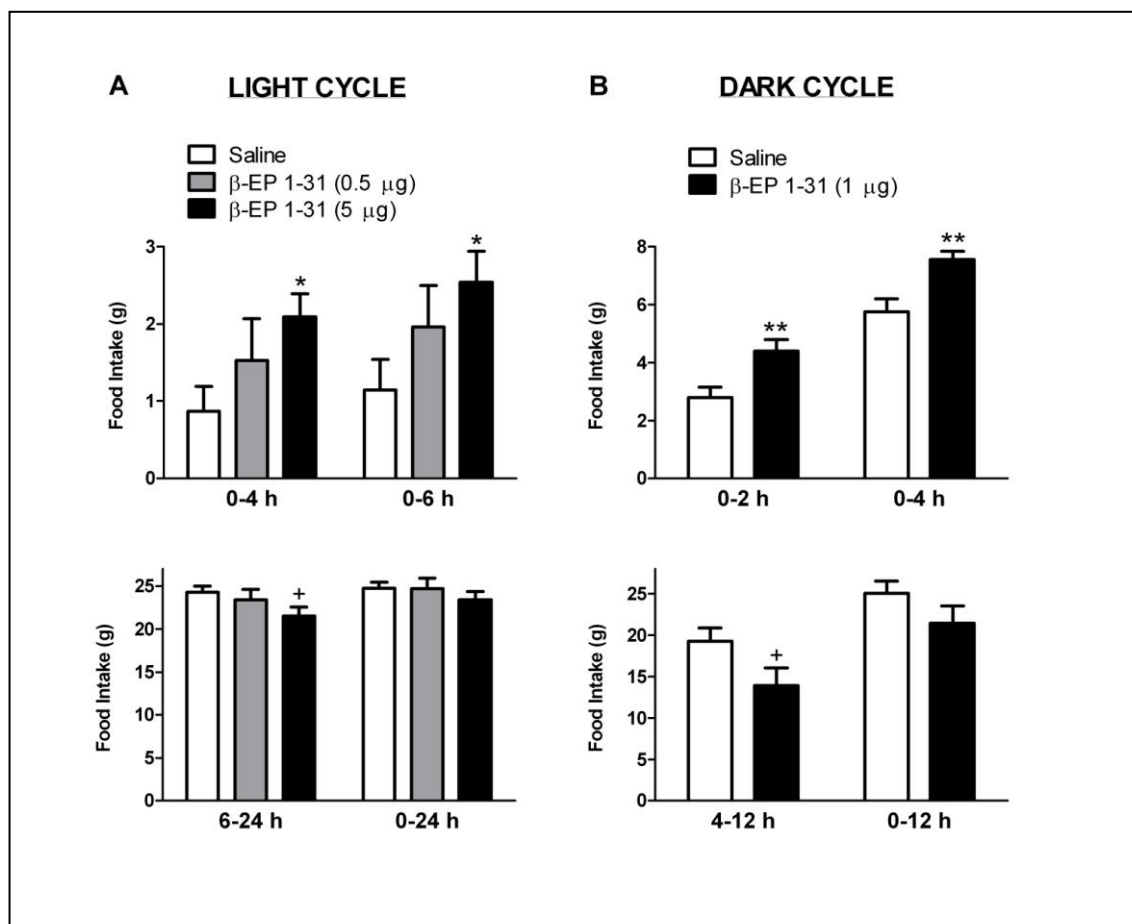 A LIGHT CYCLE
Saline
β-EP 1-31 (0.5 μg)
β-EP 1-31 (5 μg)
Food Intake (g)
3
2
1
0
*
*
0-4 h 0-6 h
Food Intake (g)
25
20
15
10
5
0
+
6-24 h 0-24 h
B DARK CYCLE
Saline
β-EP 1-31 (1 μg)
Food Intake (g)
8
6
4
2
0
**
**
0-2 h 0-4 h
Food Intake (g)
25
20
15
10
5
0
+
4-12 h 0-12 h